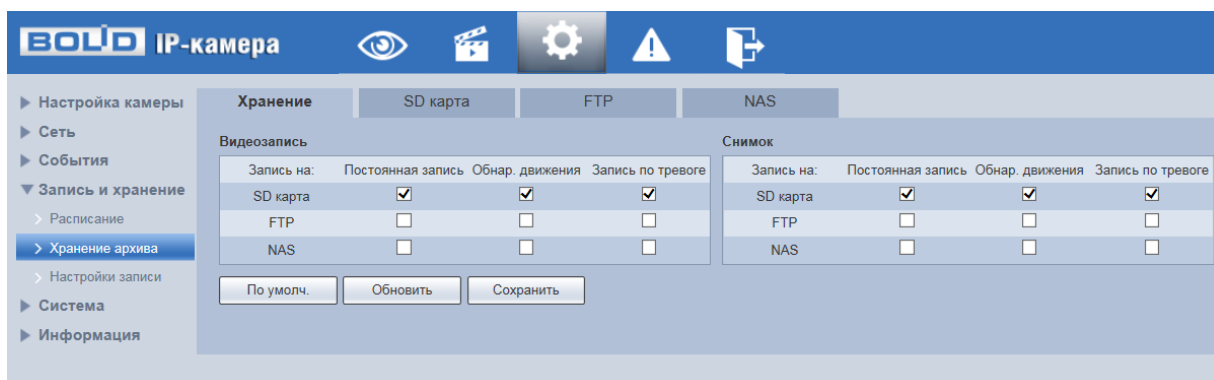 BOLID IP-камера
Настройка камеры
Сеть
События
Запись и хранение
Расписание
Хранение архива
Настройки записи
Система
Информация
Хранение SD карта FTP NAS
Видеозапись
Запись на: Постоянная запись Обнар. движения Запись по тревоге
SD карта
FTP
NAS
Снимок
Запись на: Постоянная запись Обнар. движения Запись по тревоге
SD карта
FTP
NAS
По умолч. Обновить Сохранить